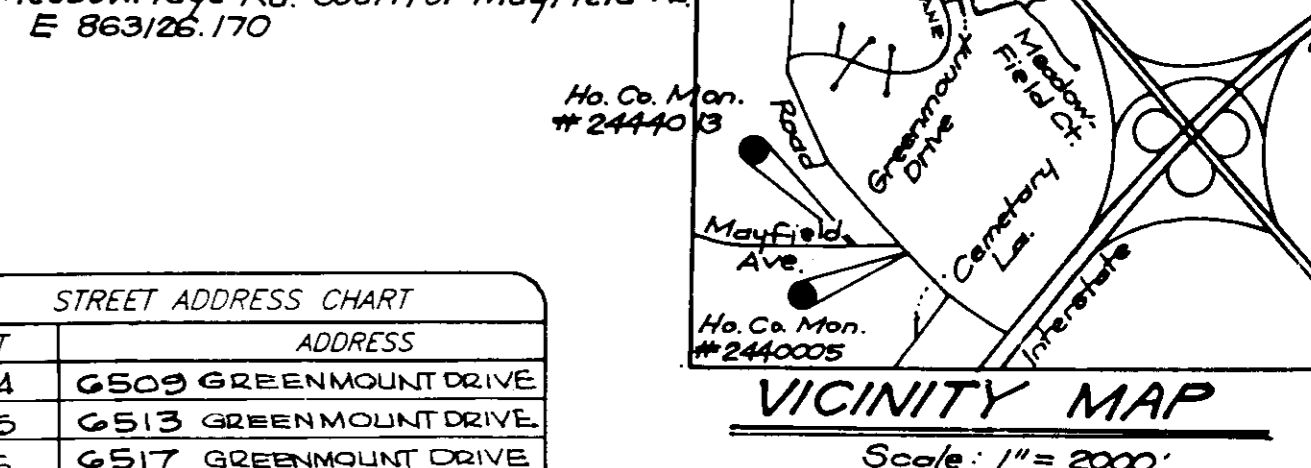 E 863126.170
Ho. Co. Mon.
# 2444013
Road
Greenmount
Drive
Meadow-
Field Ct.
Mayfield
Ave.
Cemetary
La.
Interstate
Ho. Co. Mon.
# 2440005
VICINITY MAP
Scale: 1" = 2000'
STREET ADDRESS CHART
ADDRESS
4 6509 GREENMOUNT DRIVE
5 6513 GREENMOUNT DRIVE
6517 GREENMOUNT DRIVE